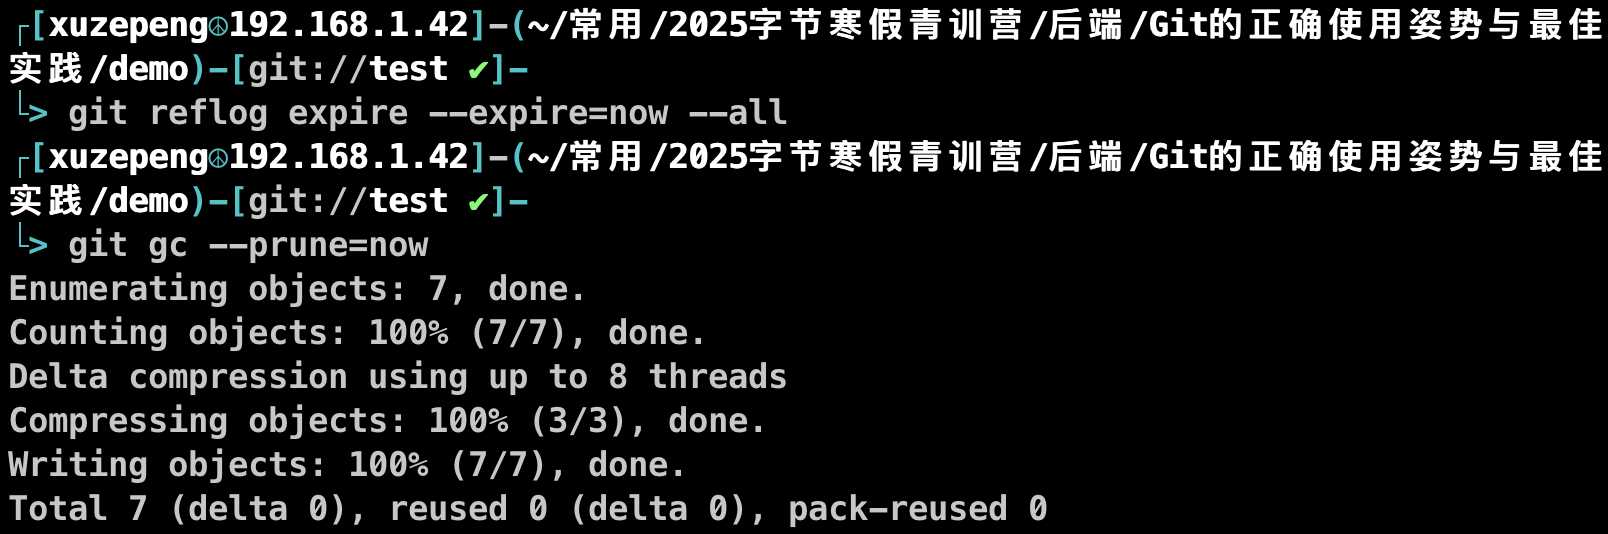 ┌[xuzepeng☮192.168.1.42]-(~/常用/2025字节寒假青训营/后端/Git的正确使用姿势与最佳
实践/demo)-[git://test ✔]-
└> git reflog expire --expire=now --all
┌[xuzepeng☮192.168.1.42]-(~/常用/2025字节寒假青训营/后端/Git的正确使用姿势与最佳
实践/demo)-[git://test ✔]-
└> git gc --prune=now
Enumerating objects: 7, done.
Counting objects: 100% (7/7), done.
Delta compression using up to 8 threads
Compressing objects: 100% (3/3), done.
Writing objects: 100% (7/7), done.
Total 7 (delta 0), reused 0 (delta 0), pack-reused 0